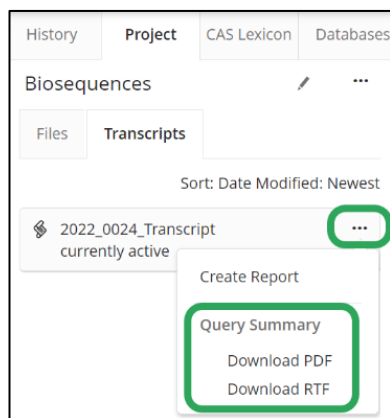 History Project CAS Lexicon Databases
Biosequences
Files Transcripts
Sort: Date Modified: Newest
2022_0024_Transcript
currently active
Create Report
Query Summary
Download PDF
Download RTF